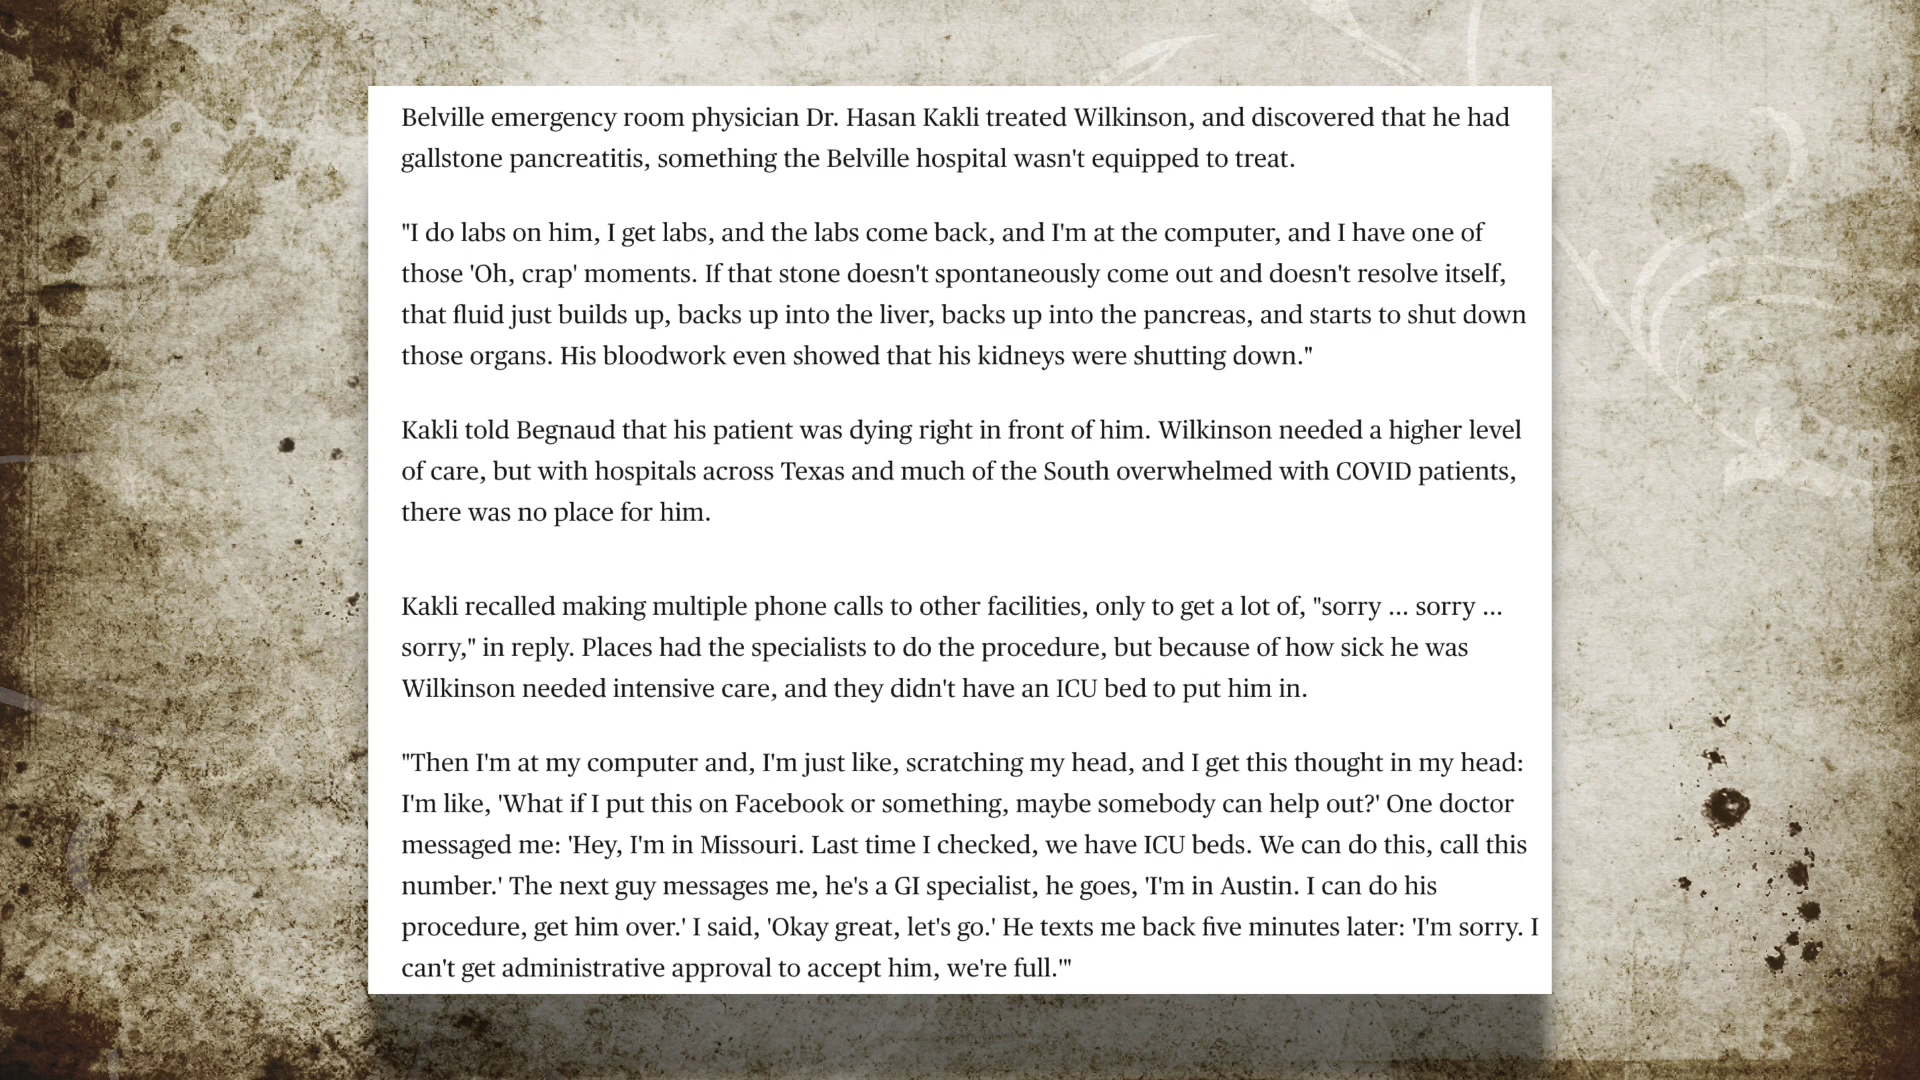 Belville emergency room physician Dr. Hasan Kakli treated Wilkinson, and discovered that he had
gallstone pancreatitis, something the Belville hospital wasn't equipped to treat.
"I do labs on him, I get labs, and the labs come back, and I'm at the computer, and I have one of
those 'Oh, crap' moments. If that stone doesn't spontaneously come out and doesn't resolve itself,
that fluid just builds up, backs up into the liver, backs up into the pancreas, and starts to shut down
those organs. His bloodwork even showed that his kidneys were shutting down."
Kakli told Begnaud that his patient was dying right in front of him. Wilkinson needed a higher level
of care, but with hospitals across Texas and much of the South overwhelmed with COVID patients,
there was no place for him.
Kakli recalled making multiple phone calls to other facilities, only to get a lot of, "sorry ... sorry ...
sorry," in reply. Places had the specialists to do the procedure, but because of how sick he was
Wilkinson needed intensive care, and they didn't have an ICU bed to put him in.
"Then I'm at my computer and, I'm just like, scratching my head, and I get this thought in my head:
I'm like, 'What if I put this on Facebook or something, maybe somebody can help out?' One doctor
messaged me: 'Hey, I'm in Missouri. Last time I checked, we have ICU beds. We can do this, call this
number.' The next guy messages me, he's a GI specialist, he goes, 'I'm in Austin. I can do his
procedure, get him over.' I said, 'Okay great, let's go.' He texts me back five minutes later: 'I'm sorry. I
can't get administrative approval to accept him, we're full.'"